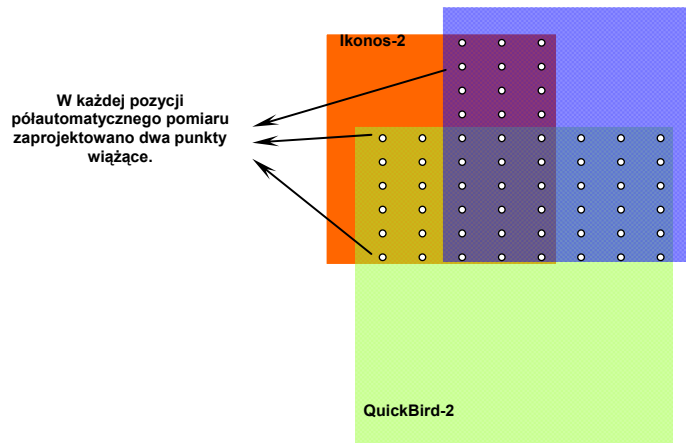 Ikonos-2
W każdej pozycji
półautomatycznego pomiaru
zaprojektowano dwa punkty
wiążące.
QuickBird-2